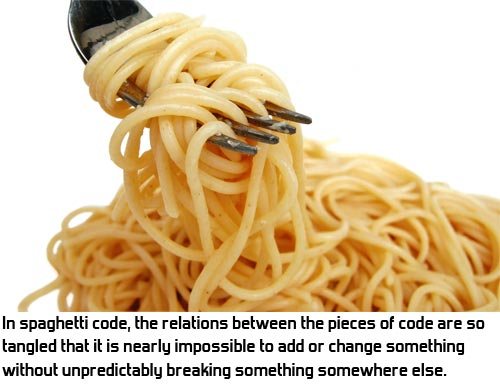 In spaghetti code, the relations between the pieces of code are so
tangled that it is nearly impossible to add or change something
without unpredictably breaking something somewhere else.